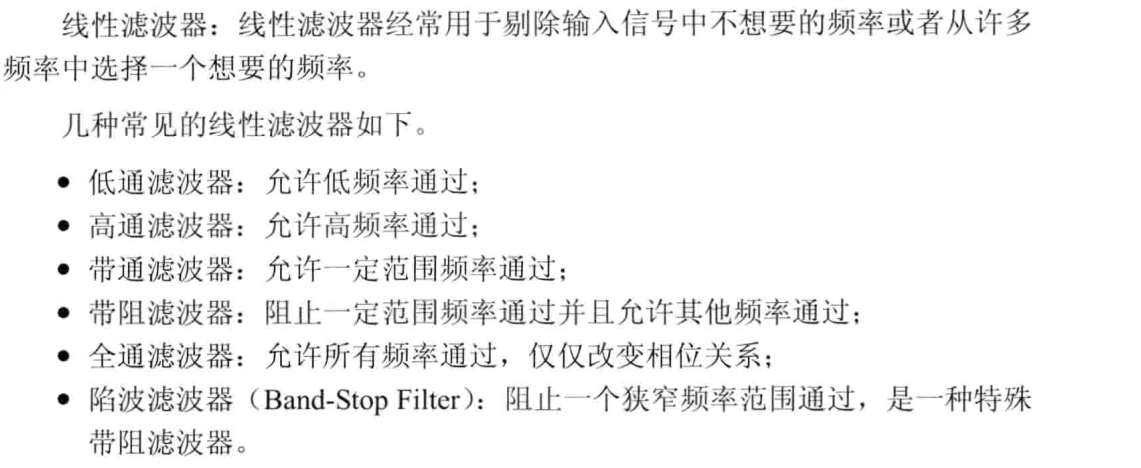 线性滤波器：线性滤波器经常用于剔除输入信号中不想要的频率或者从许多
频率中选择一个想要的频率。
几种常见的线性滤波器如下。
• 低通滤波器：允许低频率通过；
• 高通滤波器：允许高频率通过；
• 带通滤波器：允许一定范围频率通过；
• 带阻滤波器：阻止一定范围频率通过并且允许其他频率通过；
• 全通滤波器：允许所有频率通过，仅仅改变相位关系；
• 陷波滤波器（Band-Stop Filter）：阻止一个狭窄频率范围通过，是一种特殊
带阻滤波器。